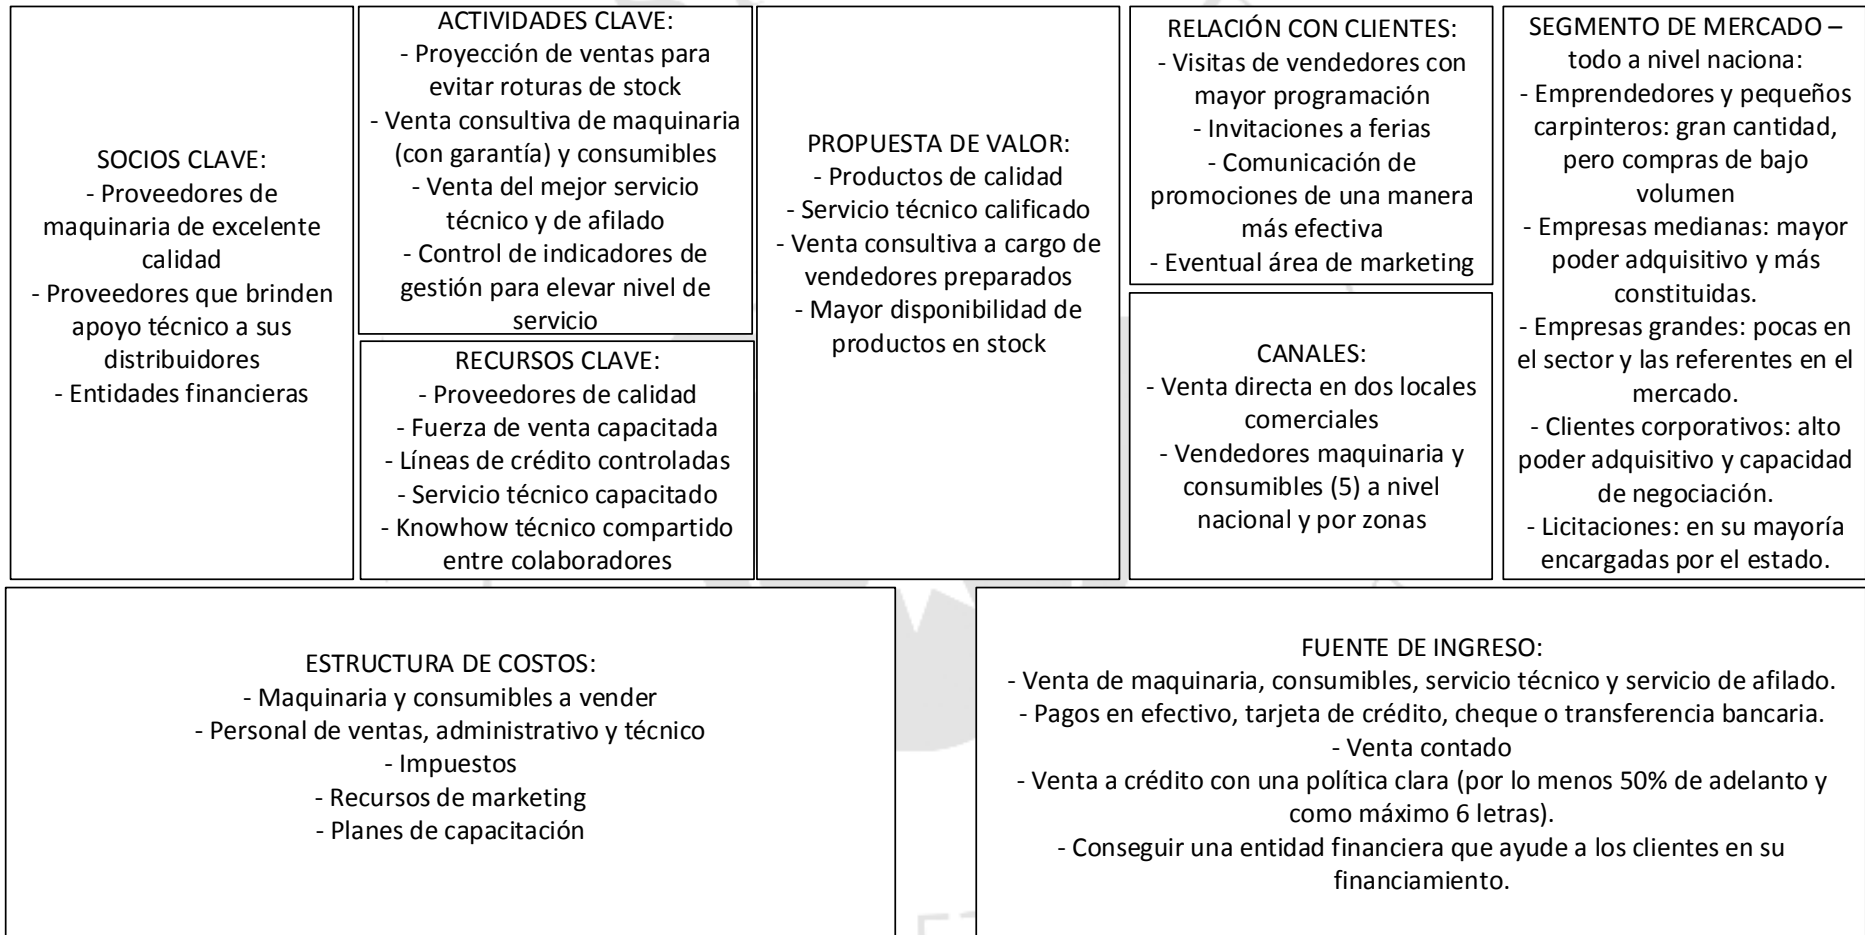 SOCIOS CLAVE:
- Proveedores de
maquinaria de excelente
calidad
- Proveedores que brinden
apoyo técnico a sus
distribuidores
- Entidades financieras
ACTIVIDADES CLAVE:
- Proyección de ventas para
evitar roturas de stock
- Venta consultiva de maquinaria
(con garantía) y consumibles
- Venta del mejor servicio
técnico y de afilado
- Control de indicadores de
gestión para elevar nivel de
servicio
RECURSOS CLAVE:
- Proveedores de calidad
- Fuerza de venta capacitada
- Líneas de crédito controladas
- Servicio técnico capacitado
- Knowhow técnico compartido
entre colaboradores
PROPUESTA DE VALOR:
- Productos de calidad
- Servicio técnico calificado
- Venta consultiva a cargo de
vendedores preparados
- Mayor disponibilidad de
productos en stock
RELACIÓN CON CLIENTES:
- Visitas de vendedores con
mayor programación
- Invitaciones a ferias
- Comunicación de
promociones de una manera
más efectiva
- Eventual área de marketing
CANALES:
- Venta directa en dos locales
comerciales
- Vendedores maquinaria y
consumibles (5) a nivel
nacional y por zonas
SEGMENTO DE MERCADO –
todo a nivel naciona:
- Emprendedores y pequeños
carpinteros: gran cantidad,
pero compras de bajo
volumen
- Empresas medianas: mayor
poder adquisitivo y más
constituidas.
- Empresas grandes: pocas en
el sector y las referentes en el
mercado.
- Clientes corporativos: alto
poder adquisitivo y capacidad
de negociación.
- Licitaciones: en su mayoría
encargadas por el estado.
ESTRUCTURA DE COSTOS:
- Maquinaria y consumibles a vender
- Personal de ventas, administrativo y técnico
- Impuestos
- Recursos de marketing
- Planes de capacitación
FUENTE DE INGRESO:
- Venta de maquinaria, consumibles, servicio técnico y servicio de afilado.
- Pagos en efectivo, tarjeta de crédito, cheque o transferencia bancaria.
- Venta contado
- Venta a crédito con una política clara (por lo menos 50% de adelanto y
como máximo 6 letras).
- Conseguir una entidad financiera que ayude a los clientes en su
financiamiento.